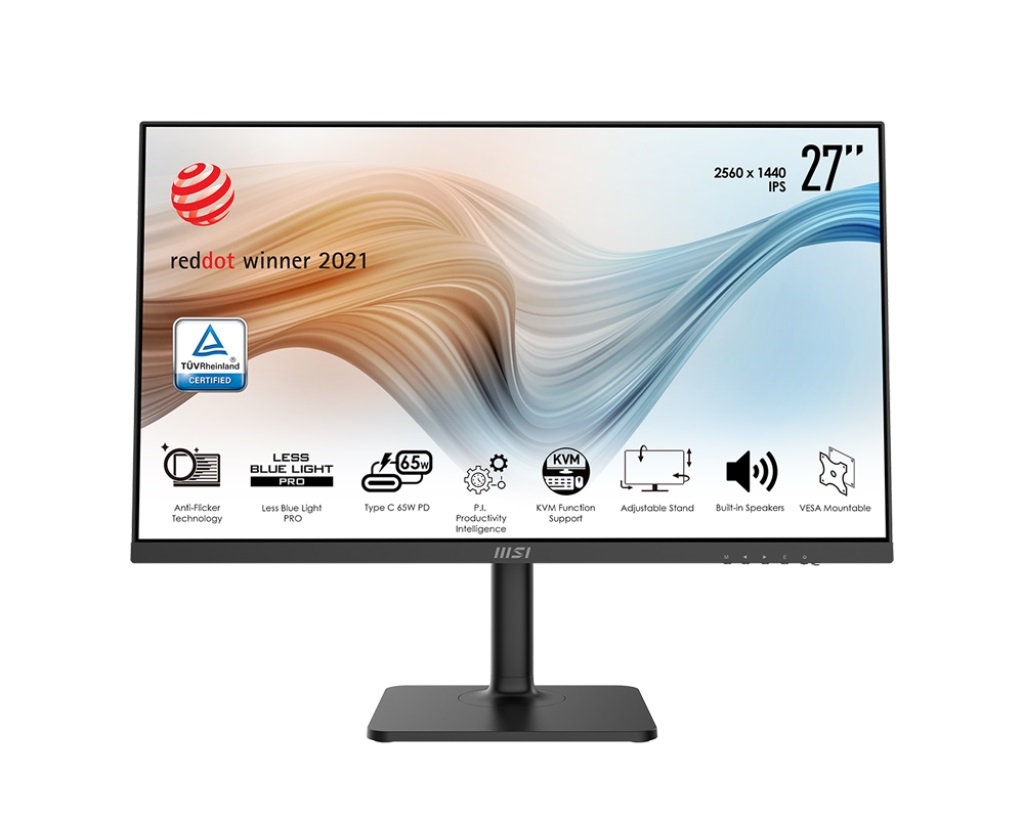 27”
2560 x 1440
IPS
reddot winner 2021
TÜVRheinland®
CERTIFIED
65W
LESS
BLUE LIGHT
PRO
KVM
Anti-Flicker
Technology
Less Blue Light
PRO
Type C 65W PD
P.I.
Productivity
Intelligence
KVM Function
Support
Adjustable Stand
Built-in Speakers
VESA Mountable
MSI